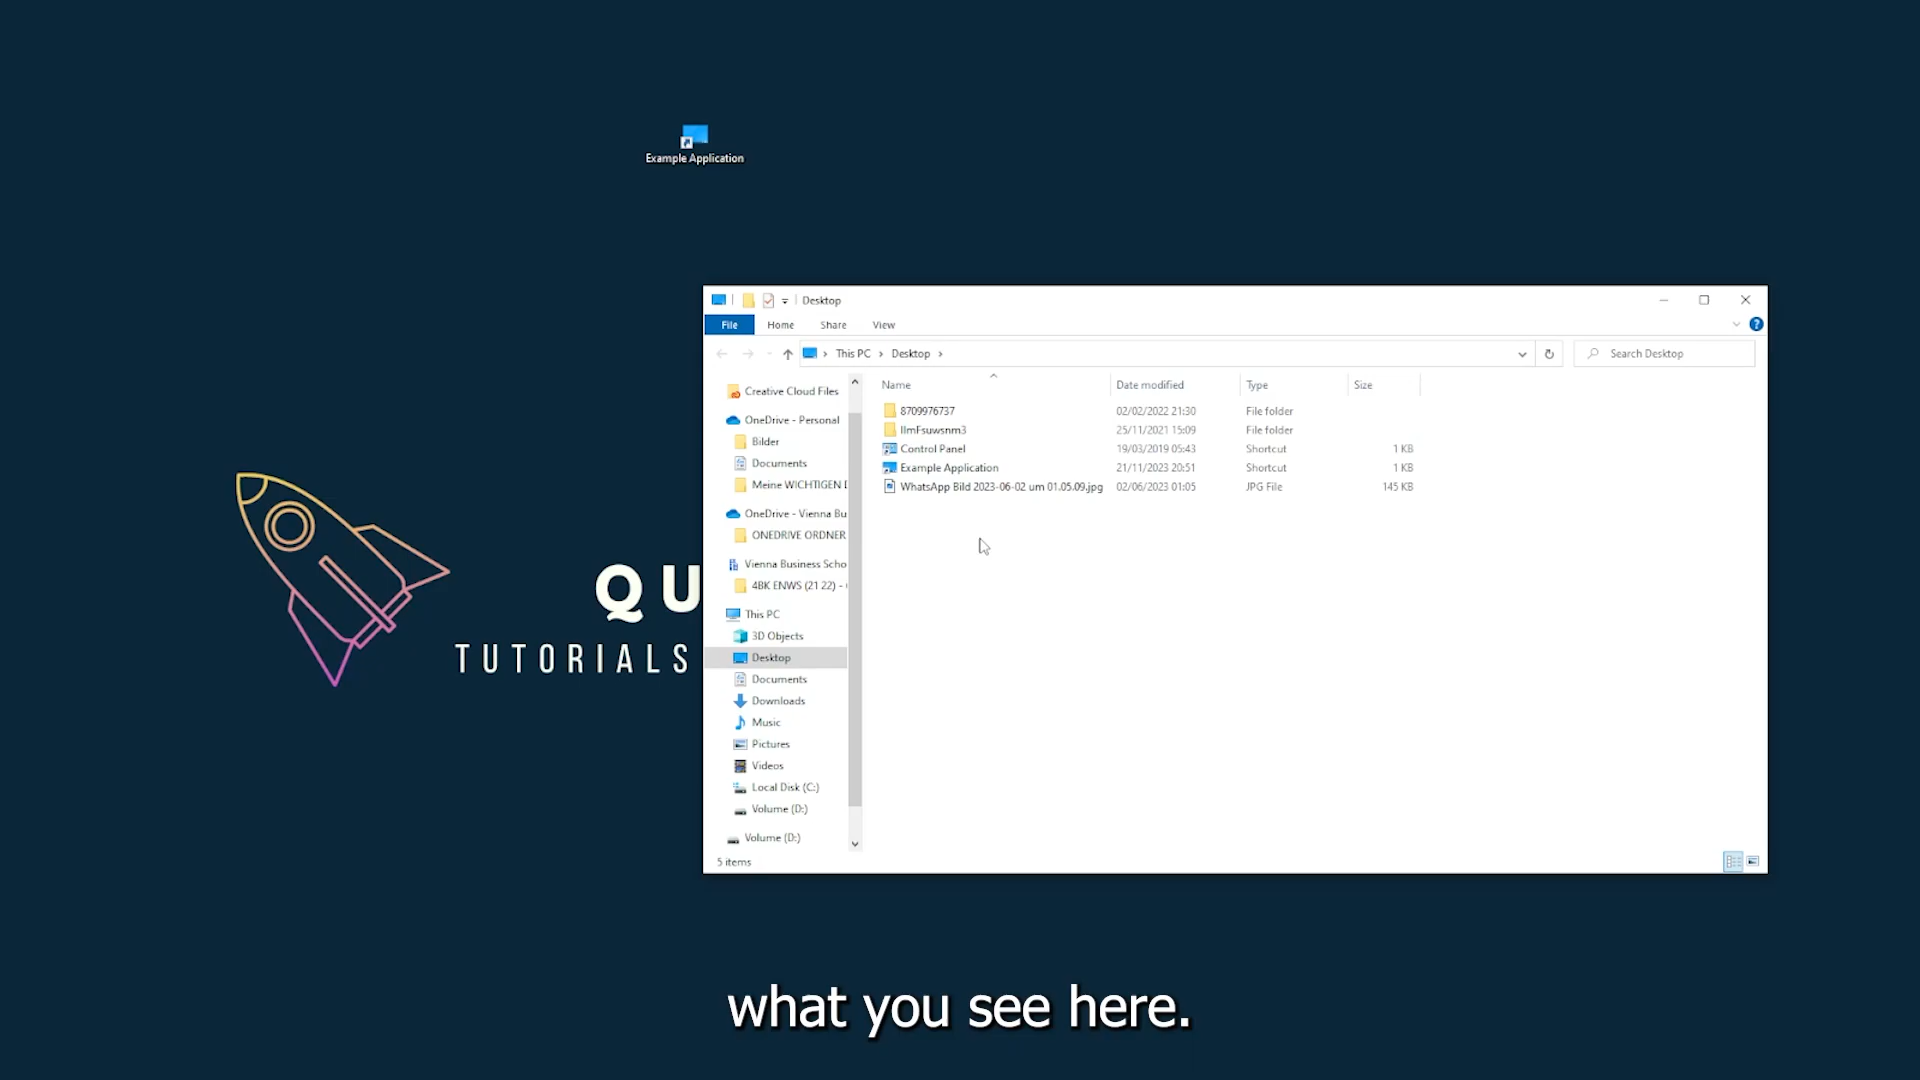 Example Application
QU
TUTORIALS
Desktop
File Home Share View
This PC Desktop
Search Desktop
Name Date modified Type Size
8709976737 02/02/2022 21:30 File folder
25/11/2021 15:09 File folder
Control Panel 19/03/2019 05:43 Shortcut 1 KB
Example Application 21/11/2023 20:51 Shortcut 1 KB
WhatsApp Bild 2023-06-02 um 01.05.09.jpg 02/06/2023 01:05 JPG File 145 KB
Creative Cloud Files
OneDrive - Personal
Bilder
Documents
Meine WICHTIGEN
OneDrive - Vienna Bu
ONEDRIVE ORDNER
Vienna Business Scho
4BK ENWS (21 22) -
This PC
3D Objects
Desktop
Documents
Downloads
Music
Pictures
Videos
Local Disk (C:)
Volume (D:)
Volume (D:)
5 items
what you see here.